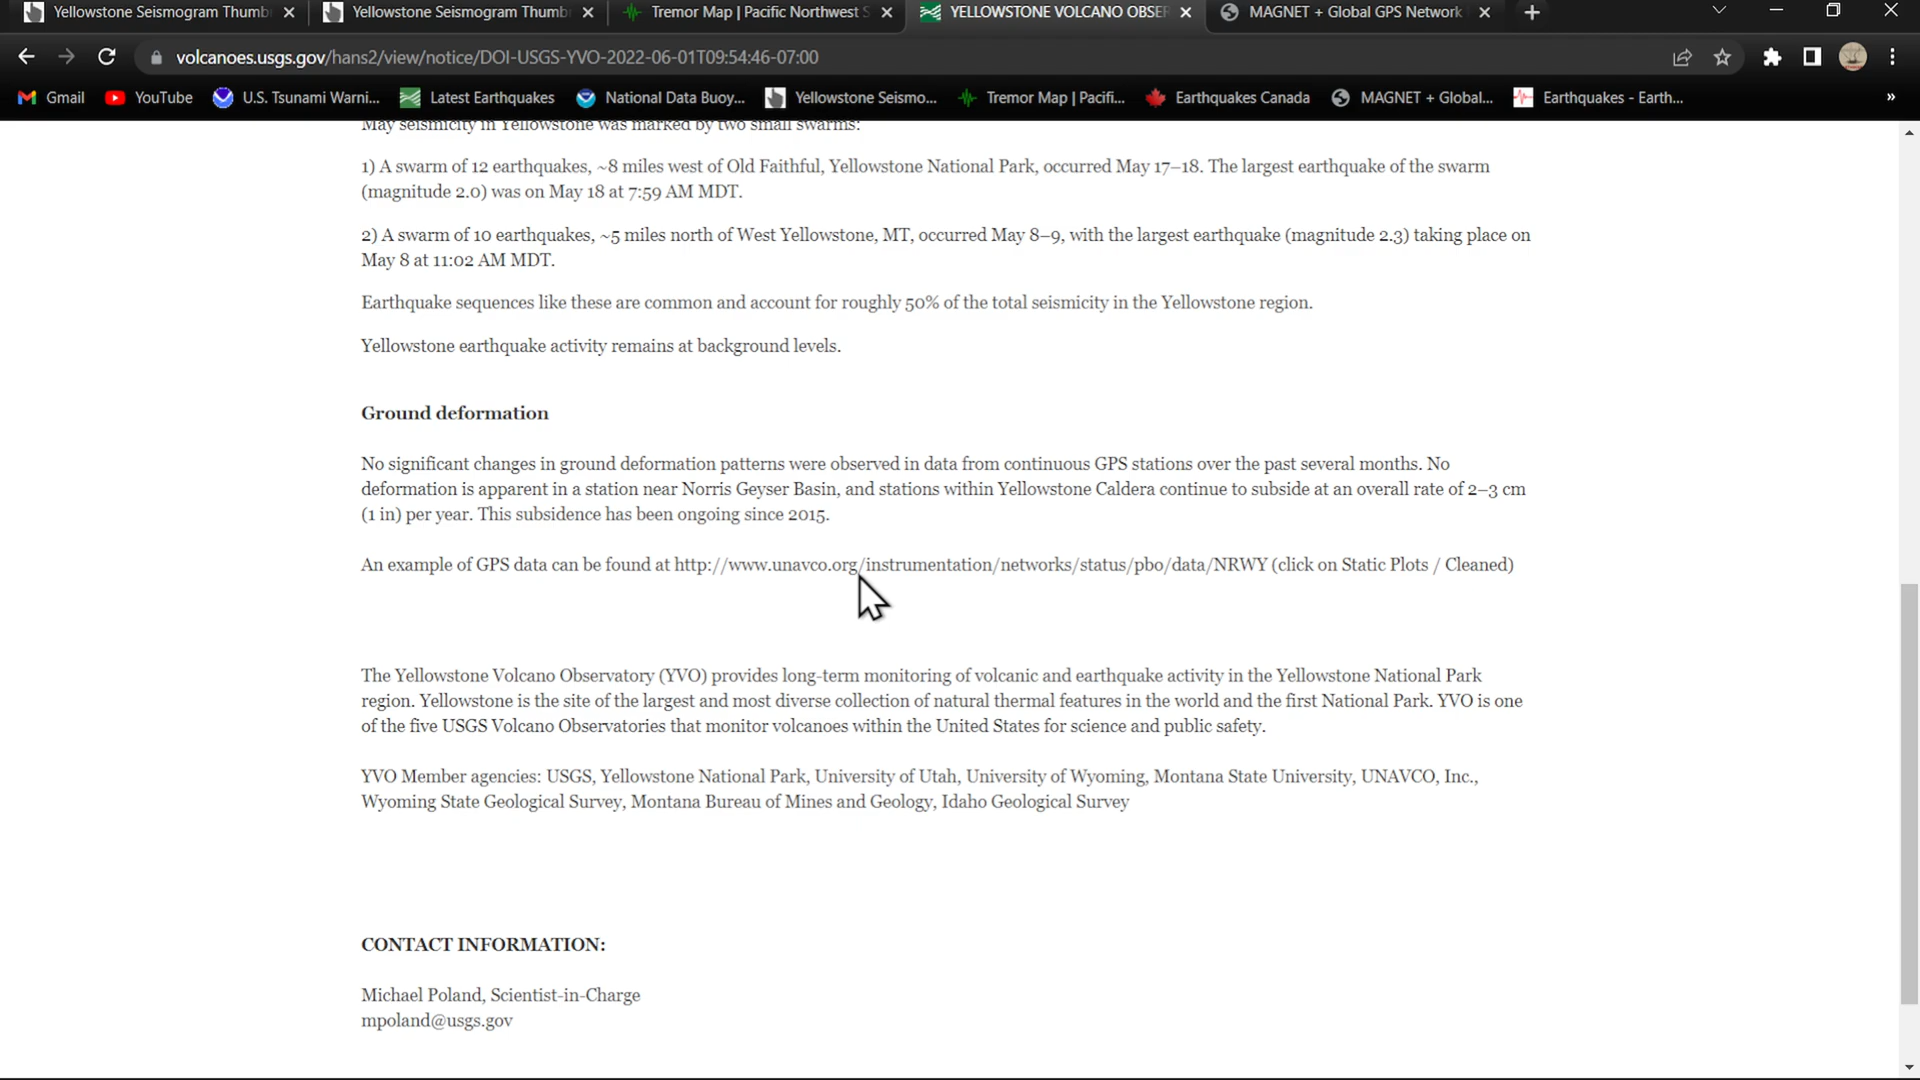 Yellowstone Seismogram Thumb
Yellowstone Seismogram Thumb
Tremor Map | Pacific Northwest S
YELLOWSTONE VOLCANO OBSER
MAGNET + Global GPS Network
volcanoes.usgs.gov/hans2/view/notice/DOI-USGS-YVO-2022-06-01T09:54:46-07:00
Gmail
YouTube
U.S. Tsunami Warni...
Latest Earthquakes
National Data Buoy...
Yellowstone Seismo...
Tremor Map | Pacifi...
Earthquakes Canada
MAGNET + Global...
Earthquakes - Earth...
»
May seismicity in Yellowstone was marked by two small swarms:
1) A swarm of 12 earthquakes, ~8 miles west of Old Faithful, Yellowstone National Park, occurred May 17–18. The largest earthquake of the swarm
(magnitude 2.0) was on May 18 at 7:59 AM MDT.
2) A swarm of 10 earthquakes, ~5 miles north of West Yellowstone, MT, occurred May 8–9, with the largest earthquake (magnitude 2.3) taking place on
May 8 at 11:02 AM MDT.
Earthquake sequences like these are common and account for roughly 50% of the total seismicity in the Yellowstone region.
Yellowstone earthquake activity remains at background levels.
Ground deformation
No significant changes in ground deformation patterns were observed in data from continuous GPS stations over the past several months. No
deformation is apparent in a station near Norris Geyser Basin, and stations within Yellowstone Caldera continue to subside at an overall rate of 2–3 cm
(1 in) per year. This subsidence has been ongoing since 2015.
An example of GPS data can be found at http://www.unavco.org/instrumentation/networks/status/pbo/data/NRWY (click on Static Plots / Cleaned)
The Yellowstone Volcano Observatory (YVO) provides long-term monitoring of volcanic and earthquake activity in the Yellowstone National Park
region. Yellowstone is the site of the largest and most diverse collection of natural thermal features in the world and the first National Park. YVO is one
of the five USGS Volcano Observatories that monitor volcanoes within the United States for science and public safety.
YVO Member agencies: USGS, Yellowstone National Park, University of Utah, University of Wyoming, Montana State University, UNAVCO, Inc.,
Wyoming State Geological Survey, Montana Bureau of Mines and Geology, Idaho Geological Survey
CONTACT INFORMATION:
Michael Poland, Scientist-in-Charge
mpoland@usgs.gov